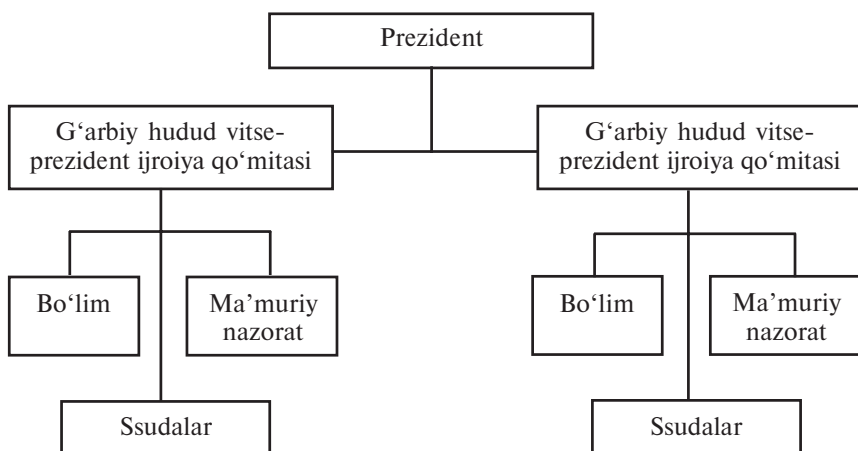 Prezident
G‘arbiy hudud vitse-
prezident ijroiya qo‘mitasi
G‘arbiy hudud vitse-
prezident ijroiya qo‘mitasi
Bo‘lim
Ma’muriy
nazorat
Bo‘lim
Ma’muriy
nazorat
Ssudalar
Ssudalar